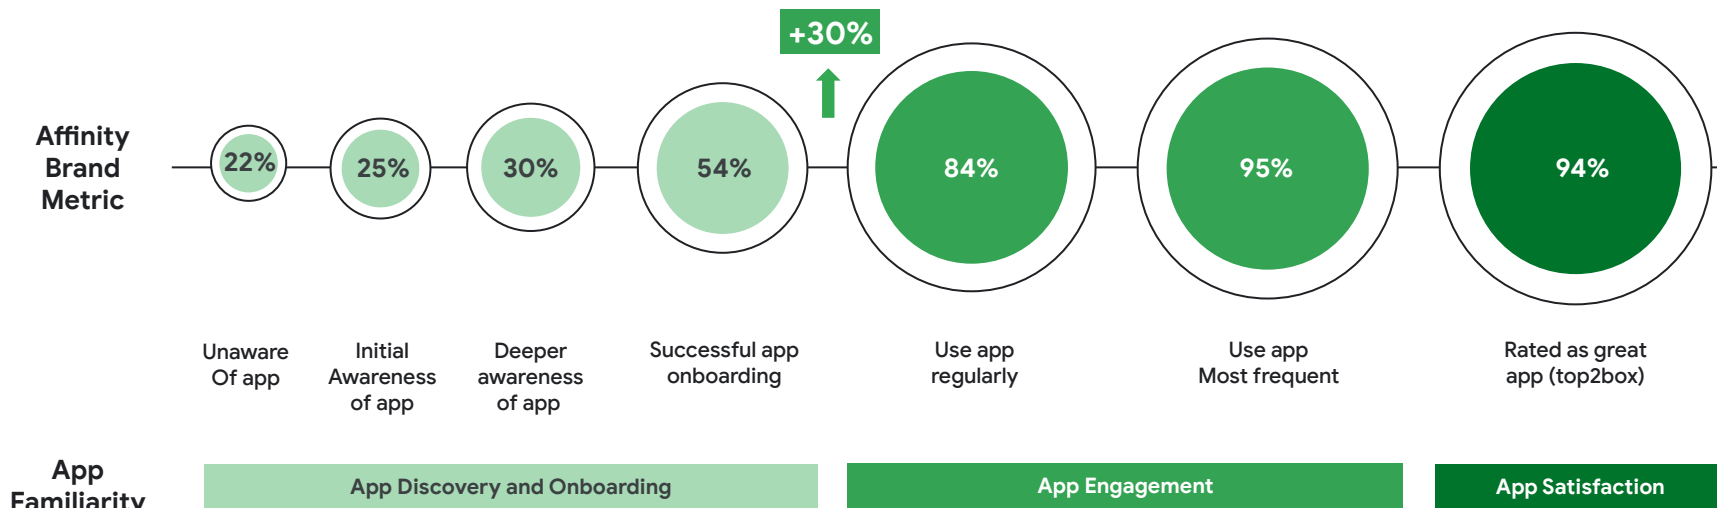 +30%
Affinity
Brand
Metric
22%
25%
30%
54%
84%
95%
94%
Unaware
Of app
Initial
Awareness
of app
Deeper
awareness
of app
Successful app
onboarding
Use app
regularly
Use app
Most frequent
Rated as great
app (top2box)
App
Familiarity
App Discovery and Onboarding
App Engagement
App Satisfaction